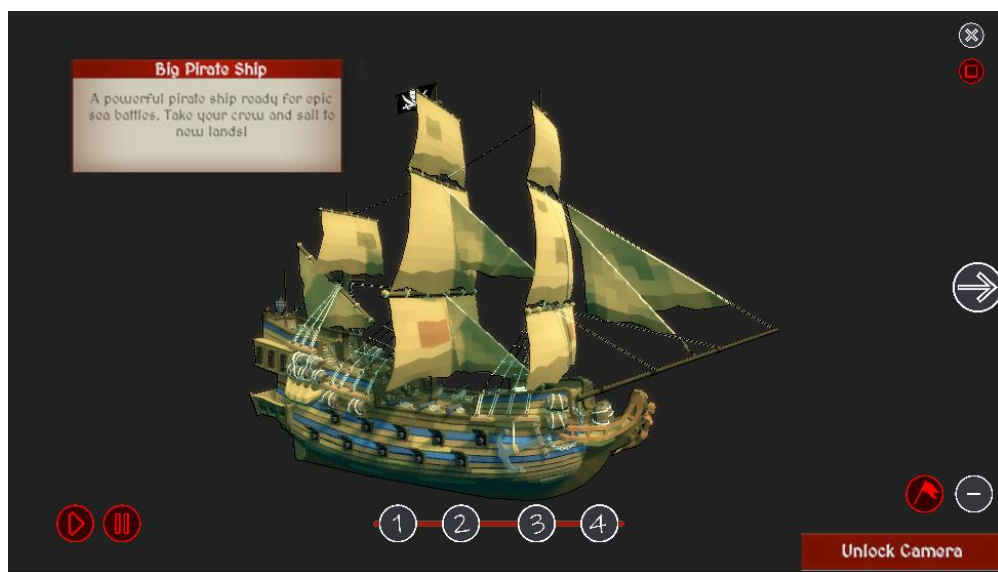 Big Pirate Ship
A powerful pirate ship ready for epic
sea battles. Take your crew and sail to
new lands!
1 2 3 4
Unlock Camera